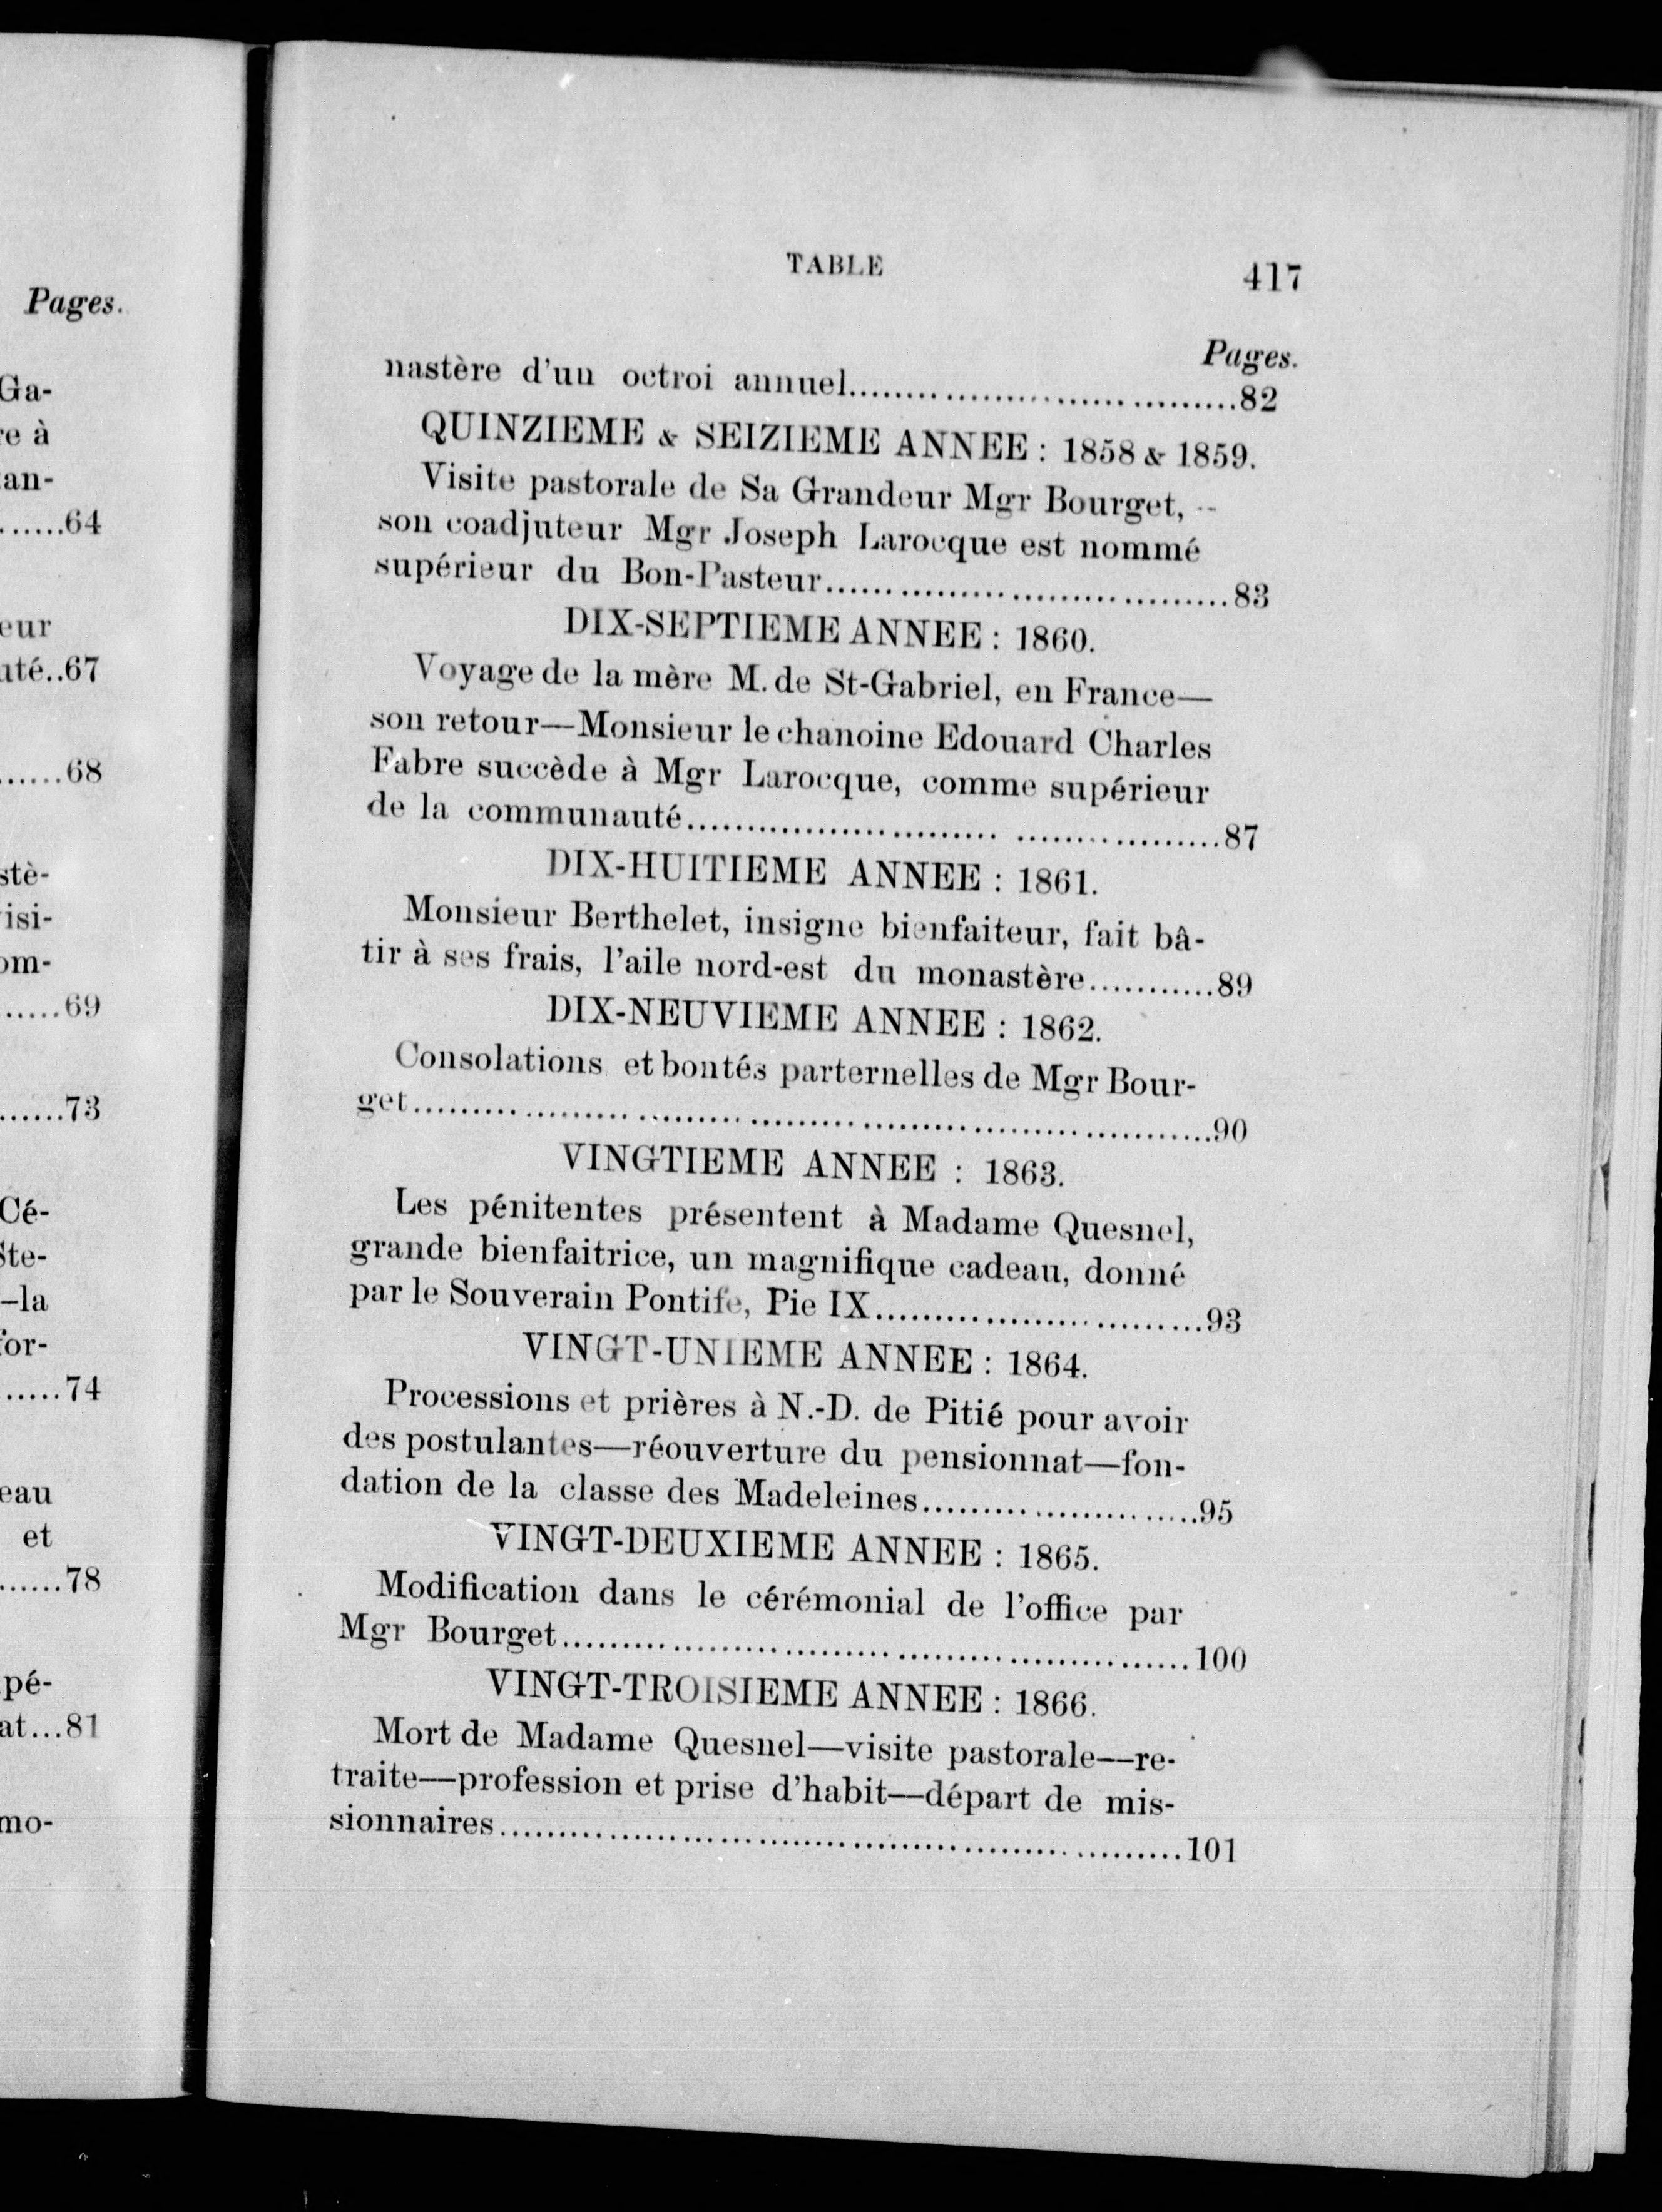 Pages.
Ga-
re à
an-
......64
eur
uté..67
......68
stè-
isi-
om-
......69
......73
Cé-
Ste-
—la
for-
......74
eau
et
......78
pé-
at...81
mo-
TABLE 417
Pages.
nastère d'un octroi annuel..................................82
QUINZIEME & SEIZIEME ANNEE : 1858 & 1859.
Visite pastorale de Sa Grandeur Mgr Bourget, --
son coadjuteur Mgr Joseph Larocque est nommé
supérieur du Bon-Pasteur....................................83
DIX-SEPTIEME ANNEE : 1860.
Voyage de la mère M. de St-Gabriel, en France—
son retour—Monsieur le chanoine Edouard Charles
Fabre succède à Mgr Larocque, comme supérieur
de la communauté..............................................87
DIX-HUITIEME ANNEE : 1861.
Monsieur Berthelet, insigne bienfaiteur, fait bâ-
tir à ses frais, l'aile nord-est du monastère...........89
DIX-NEUVIEME ANNEE : 1862.
Consolations et bontés parternelles de Mgr Bour-
get......................................................................90
VINGTIEME ANNEE : 1863.
Les pénitentes présentent à Madame Quesnel,
grande bienfaitrice, un magnifique cadeau, donné
par le Souverain Pontife, Pie IX............................93
VINGT-UNIEME ANNEE : 1864.
Processions et prières à N.-D. de Pitié pour avoir
des postulantes—réouverture du pensionnat—fon-
dation de la classe des Madeleines........................95
VINGT-DEUXIEME ANNEE : 1865.
Modification dans le cérémonial de l'office par
Mgr Bourget......................................................100
VINGT-TROISIEME ANNEE : 1866.
Mort de Madame Quesnel—visite pastorale—re-
traite—profession et prise d'habit—départ de mis-
sionnaires............................................................101